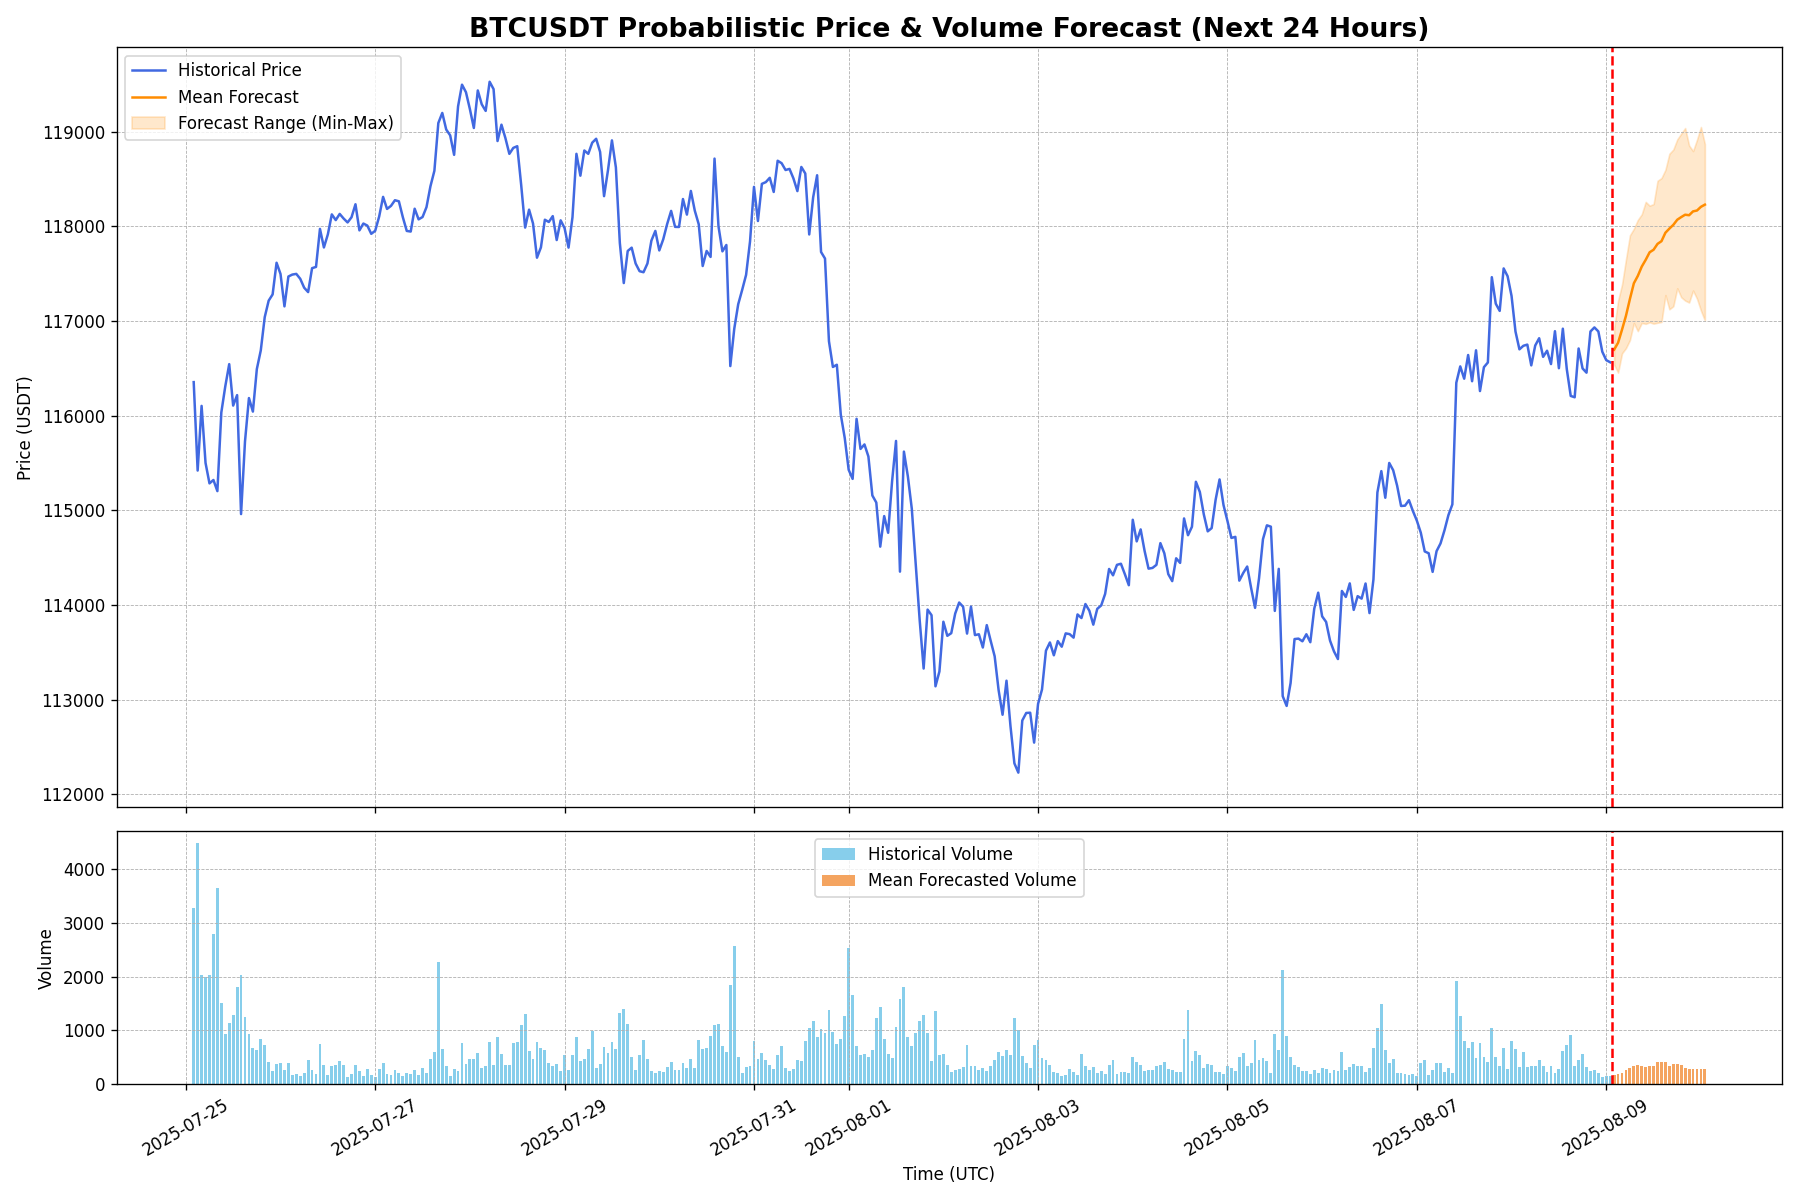 BTCUSDT Probabilistic Price & Volume Forecast (Next 24 Hours)
Historical Price
Mean Forecast
Forecast Range (Min-Max)
Price (USDT)
119000
118000
117000
116000
115000
114000
113000
112000
Historical Volume
Mean Forecasted Volume
Volume
4000
3000
2000
1000
0
2025-07-25
2025-07-27
2025-07-29
2025-07-31
2025-08-01
2025-08-03
2025-08-05
2025-08-07
2025-08-09
Time (UTC)